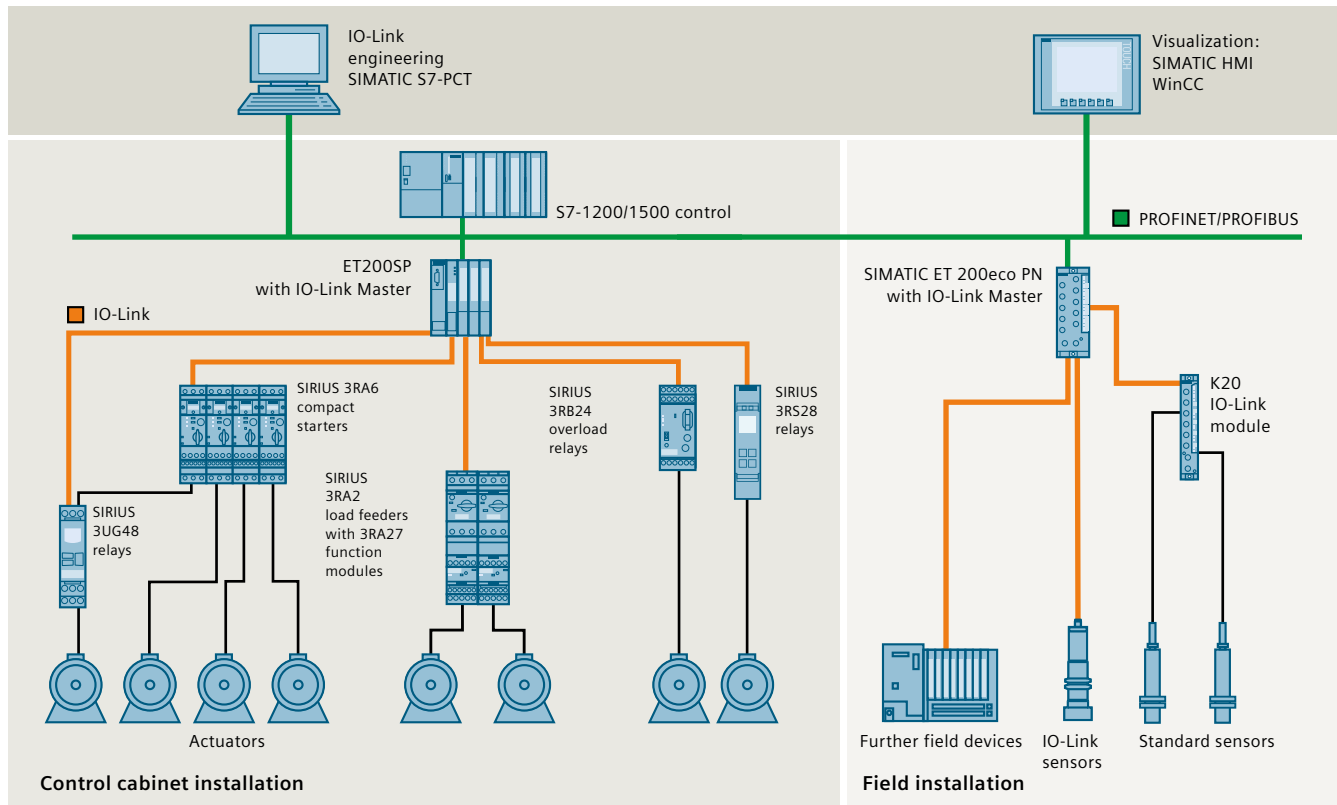 IO-Link
engineering
SIMATIC S7-PCT
Visualization:
SIMATIC HMI
WinCC
TOUCH
S7-1200/1500 control
PROFINET/PROFIBUS
ET200SP
with IO-Link Master
SIMATIC ET 200eco PN
with IO-Link Master
IO-Link
SIRIUS 3RA6
compact
starters
SIRIUS
3RB24
overload
relays
SIRIUS
3RS28
relays
K20
IO-Link
module
SIRIUS
3UG48
relays
SIRIUS
3RA2
load feeders
with 3RA27
function
modules
Actuators
Further field devices
IO-Link
sensors
Standard sensors
Control cabinet installation
Field installation